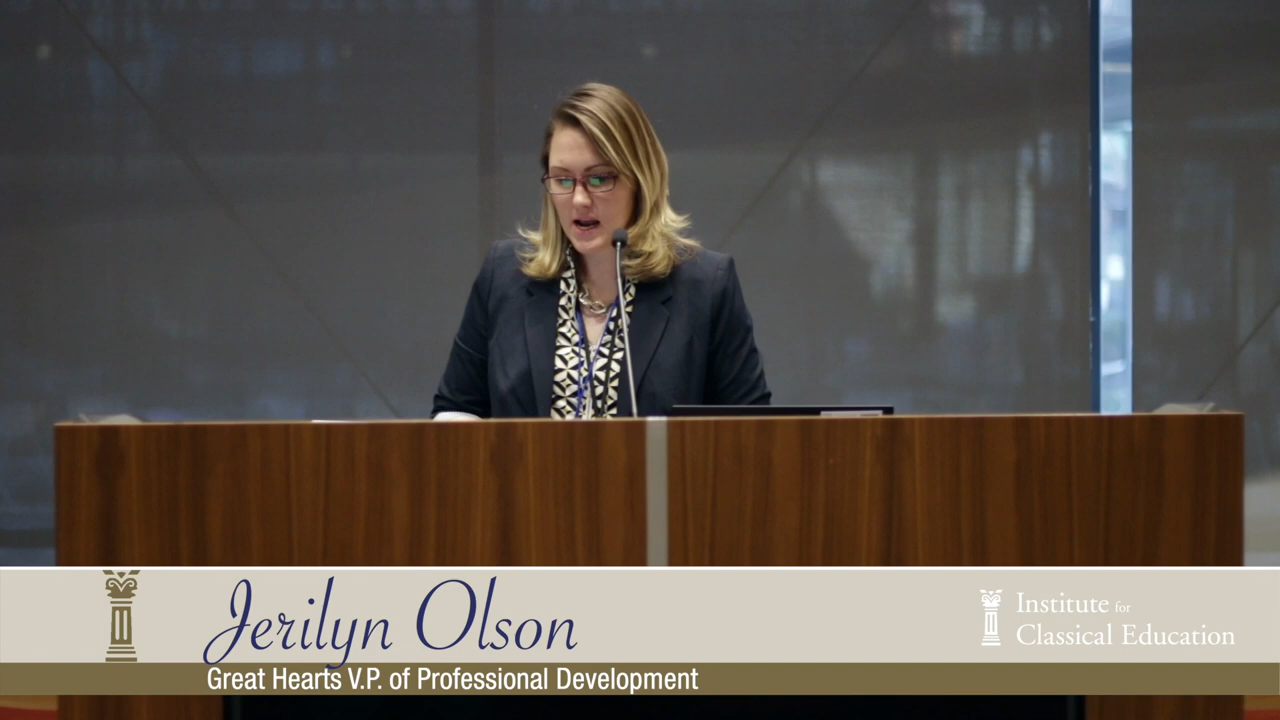 Jerilyn Olson
Great Hearts V.P. of Professional Development
Institute for
Classical Education